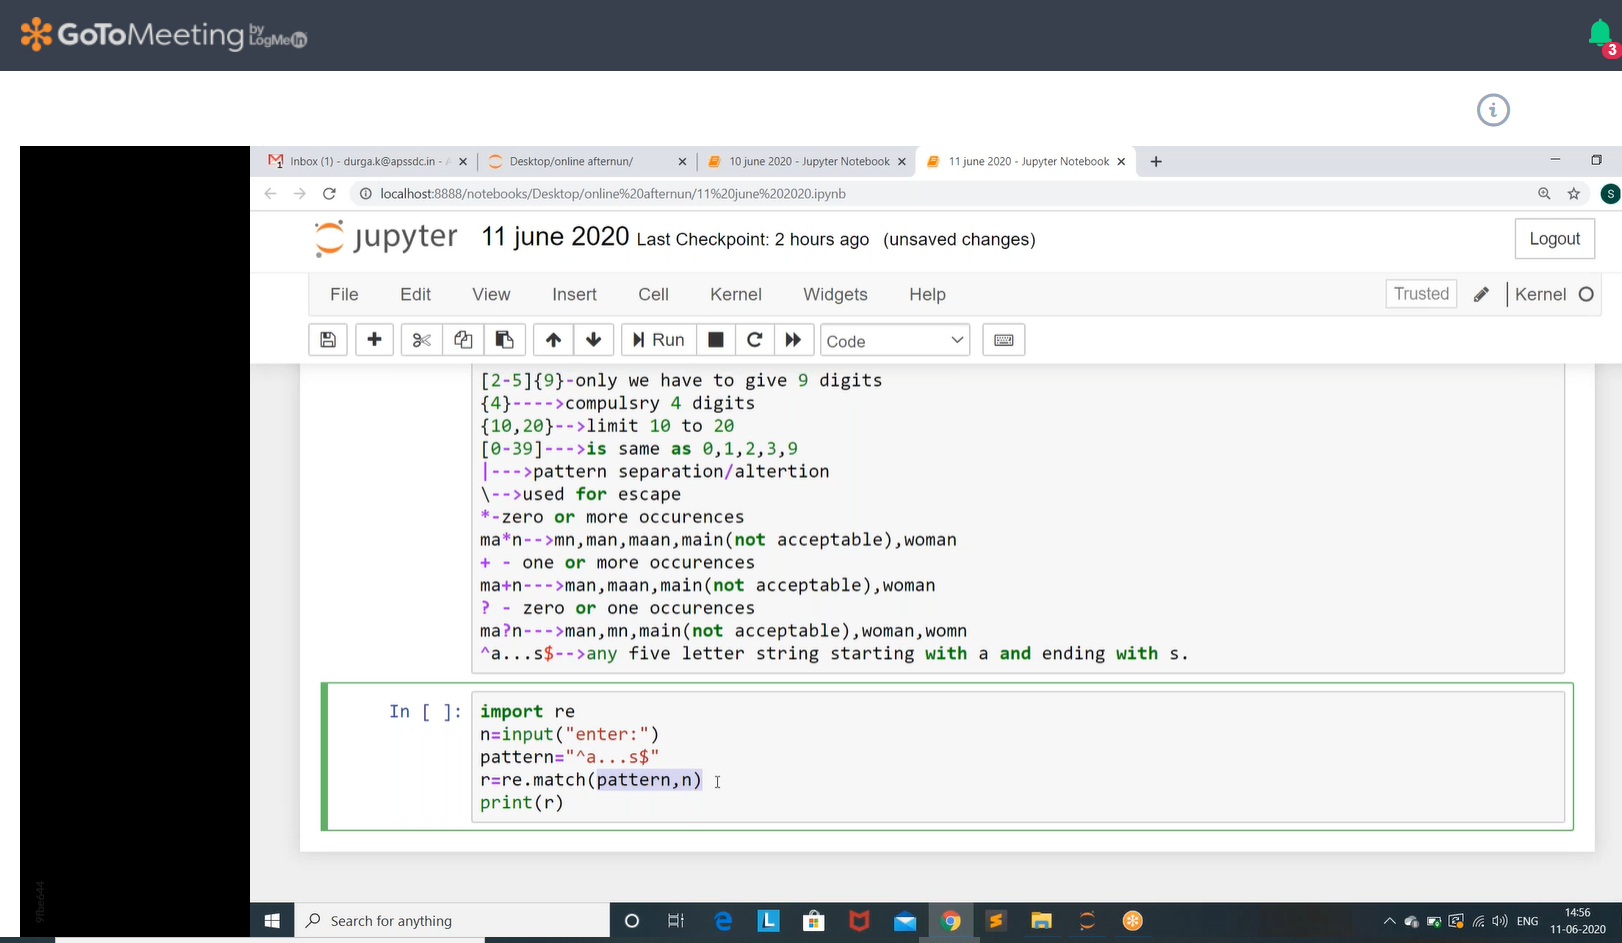 GoToMeeting by LogMeIn
3
Inbox (1) - durga.k@apssdc.in -
Desktop/online afternun/
10 june 2020 - Jupyter Notebook
11 june 2020 - Jupyter Notebook
localhost:8888/notebooks/Desktop/online%20afternun/11%20june%202020.ipynb
S
jupyter 11 june 2020 Last Checkpoint: 2 hours ago (unsaved changes)
Logout
File Edit View Insert Cell Kernel Widgets Help
Trusted
Kernel
Run
Code
[2-5]{9}-only we have to give 9 digits
{4}---->compulsry 4 digits
{10,20}-->limit 10 to 20
[0-39]--->is same as 0,1,2,3,9
|--->pattern separation/altertion
\-->used for escape
*-zero or more occurences
ma*n-->mn,man,maan,main(not acceptable),woman
+ - one or more occurences
ma+n--->man,maan,main(not acceptable),woman
? - zero or one occurences
ma?n--->man,mn,main(not acceptable),woman,womn
^a...s$-->any five letter string starting with a and ending with s.
In [ ]:
import re
n=input("enter:")
pattern="^a...s$"
r=re.match(pattern,n)
print(r)
9fbe644
Search for anything
ENG
14:56
11-06-2020